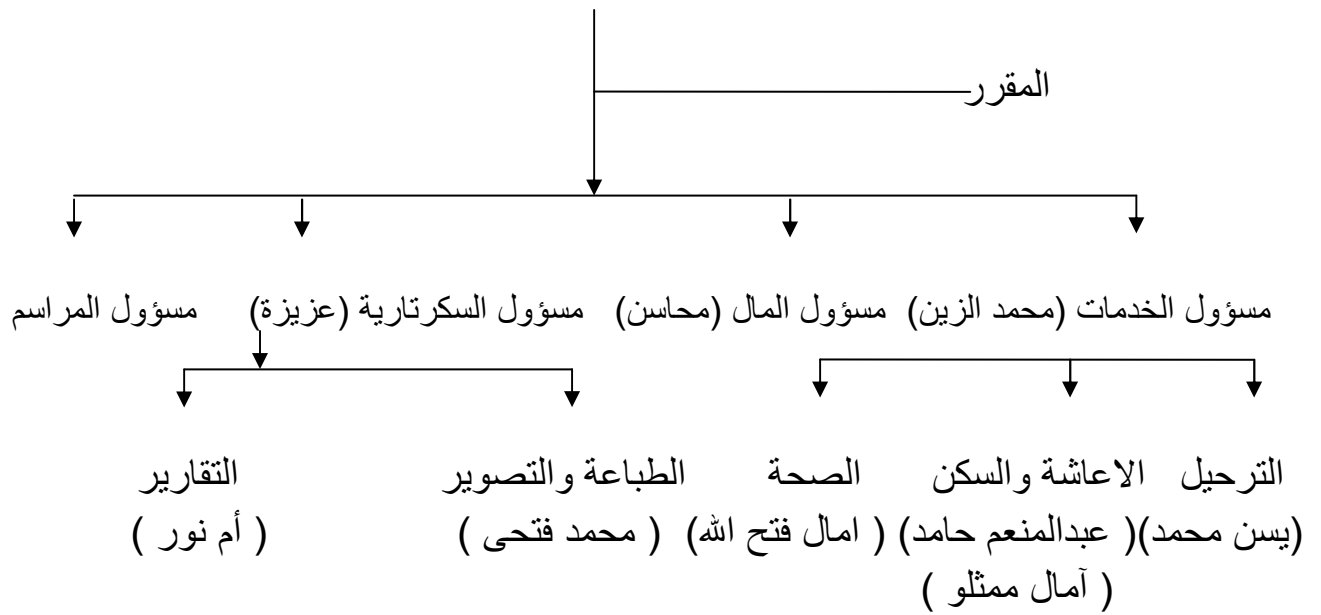 المقرر
مسؤول الخدمات (محمد الزين) مسؤول المال (محاسن) مسؤول السكرتارية (عزيزة) مسؤول المراسم
الترحيل الاعاشة والسكن الصحة الطباعة والتصوير التقارير
(يسن محمد)( عبدالمنعم حامد) ( امال فتح الله) ( محمد فتحى ) ( أم نور )
( آمال ممثلو )